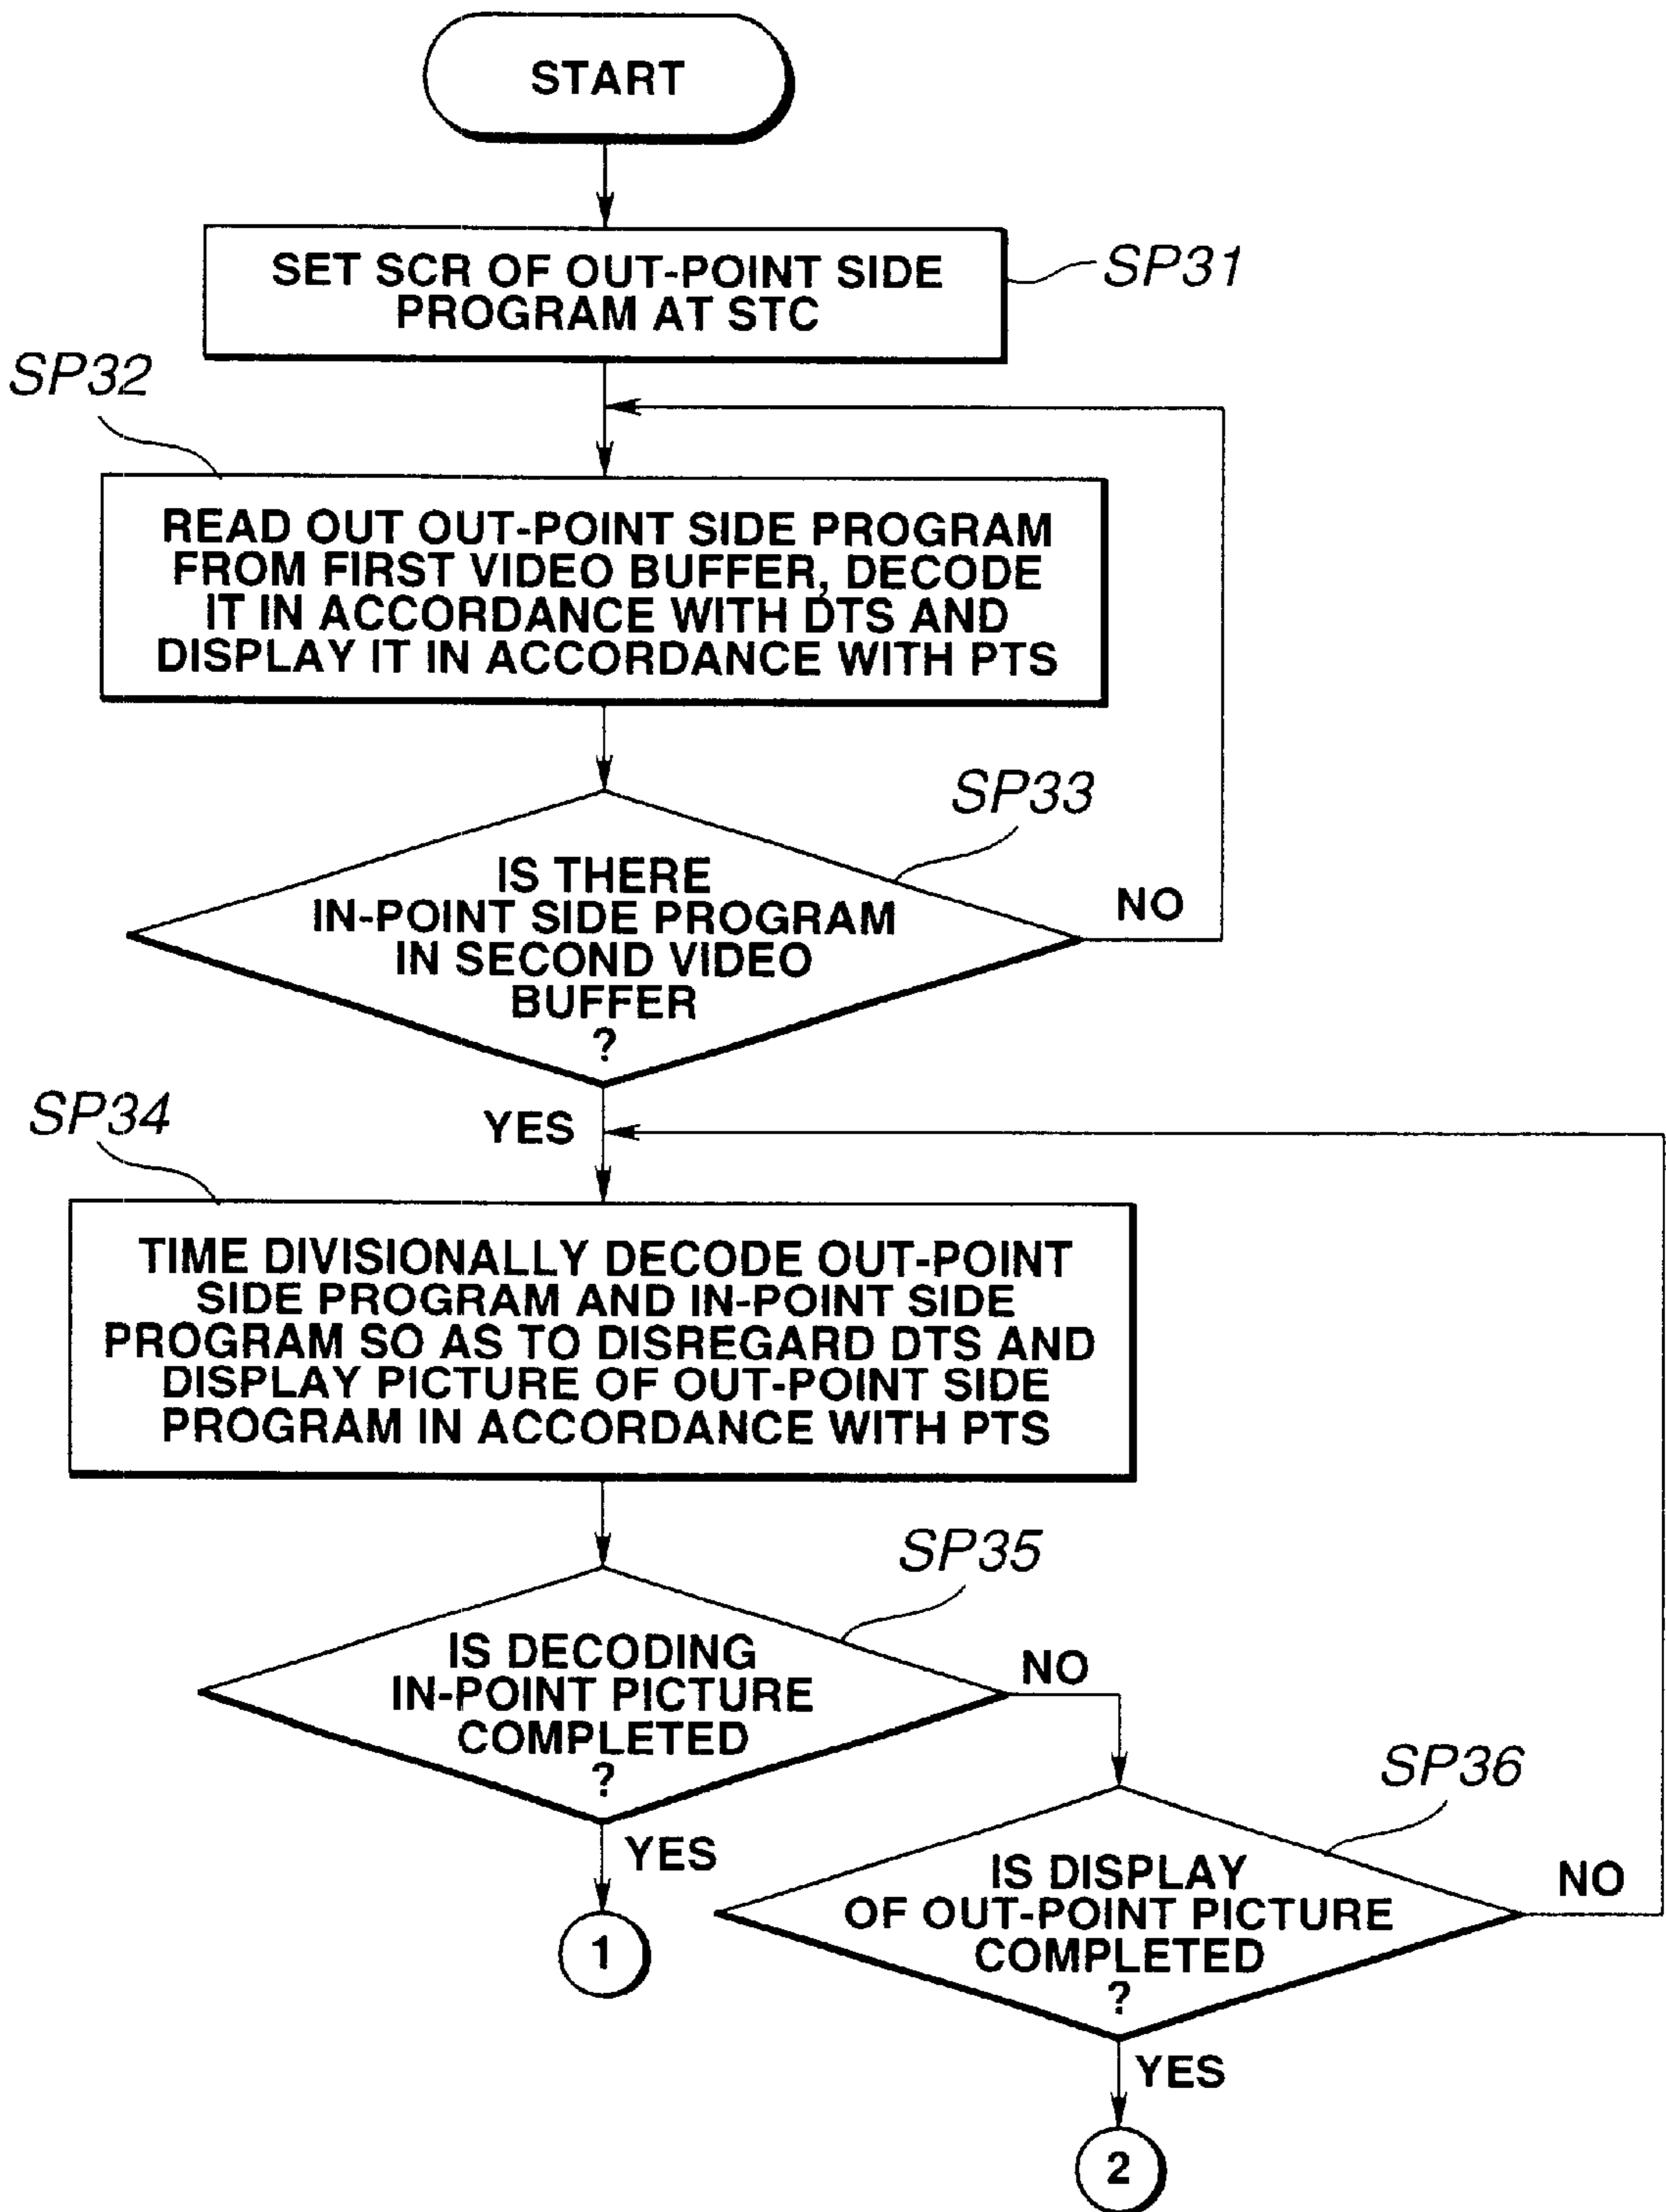 START
SET SCR OF OUT-POINT SIDE
PROGRAM AT STC
SP31
SP32
READ OUT OUT-POINT SIDE PROGRAM
FROM FIRST VIDEO BUFFER, DECODE
IT IN ACCORDANCE WITH DTS AND
DISPLAY IT IN ACCORDANCE WITH PTS
SP33
IS THERE
IN-POINT SIDE PROGRAM
IN SECOND VIDEO
BUFFER
?
NO
YES
SP34
TIME DIVISIONALLY DECODE OUT-POINT
SIDE PROGRAM AND IN-POINT SIDE
PROGRAM SO AS TO DISREGARD DTS AND
DISPLAY PICTURE OF OUT-POINT SIDE
PROGRAM IN ACCORDANCE WITH PTS
SP35
IS DECODING
IN-POINT PICTURE
COMPLETED
?
NO
YES
1
SP36
IS DISPLAY
OF OUT-POINT PICTURE
COMPLETED
?
NO
YES
2